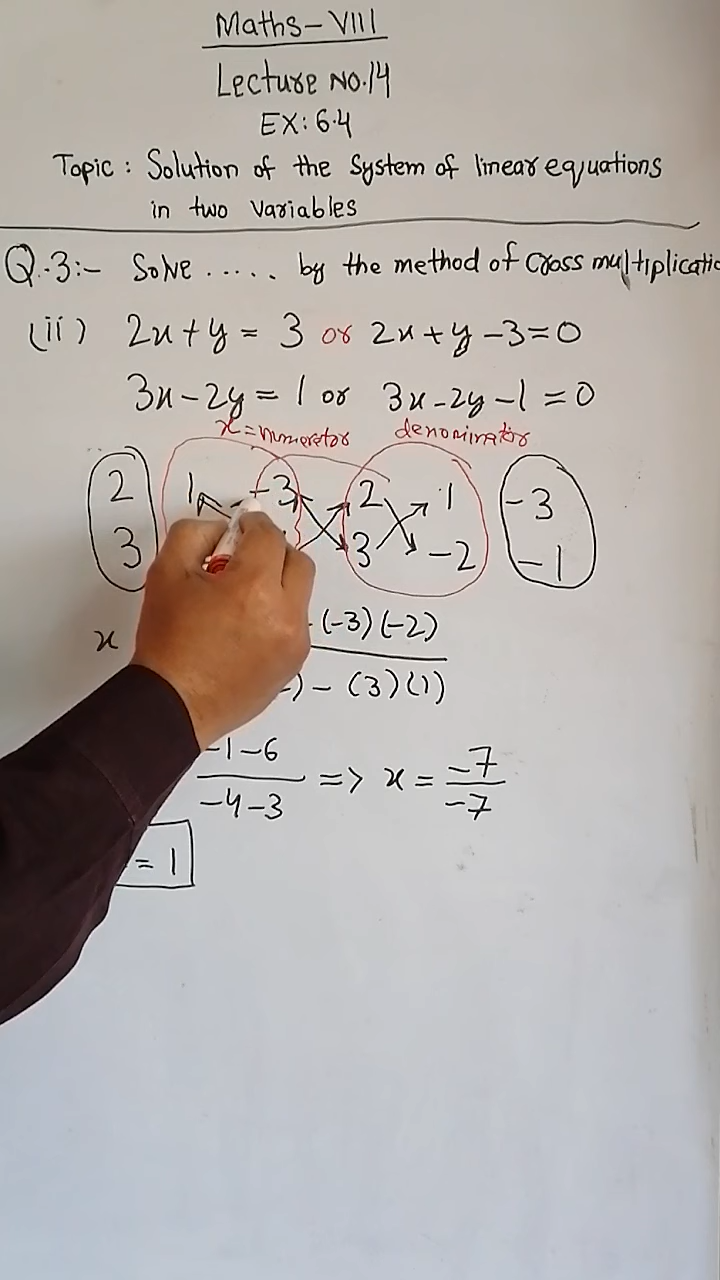 Maths-VIII
Lecture NO.14
EX: 6.4
Topic : Solution of the System of linear equations
in two Variables
Q.3:- Solve ..... by the method of Cross multiplicatio
(ii) 2x + y = 3 or 2x + y - 3 = 0
3x - 2y = 1 or 3x - 2y - 1 = 0
x = numerator denominator
2 1 -3 2 1 -3
3 3 -2 -1
x (-3)(-2)
) - (3)(1)
-1-6 => x = -7
-4-3 -7
= 1